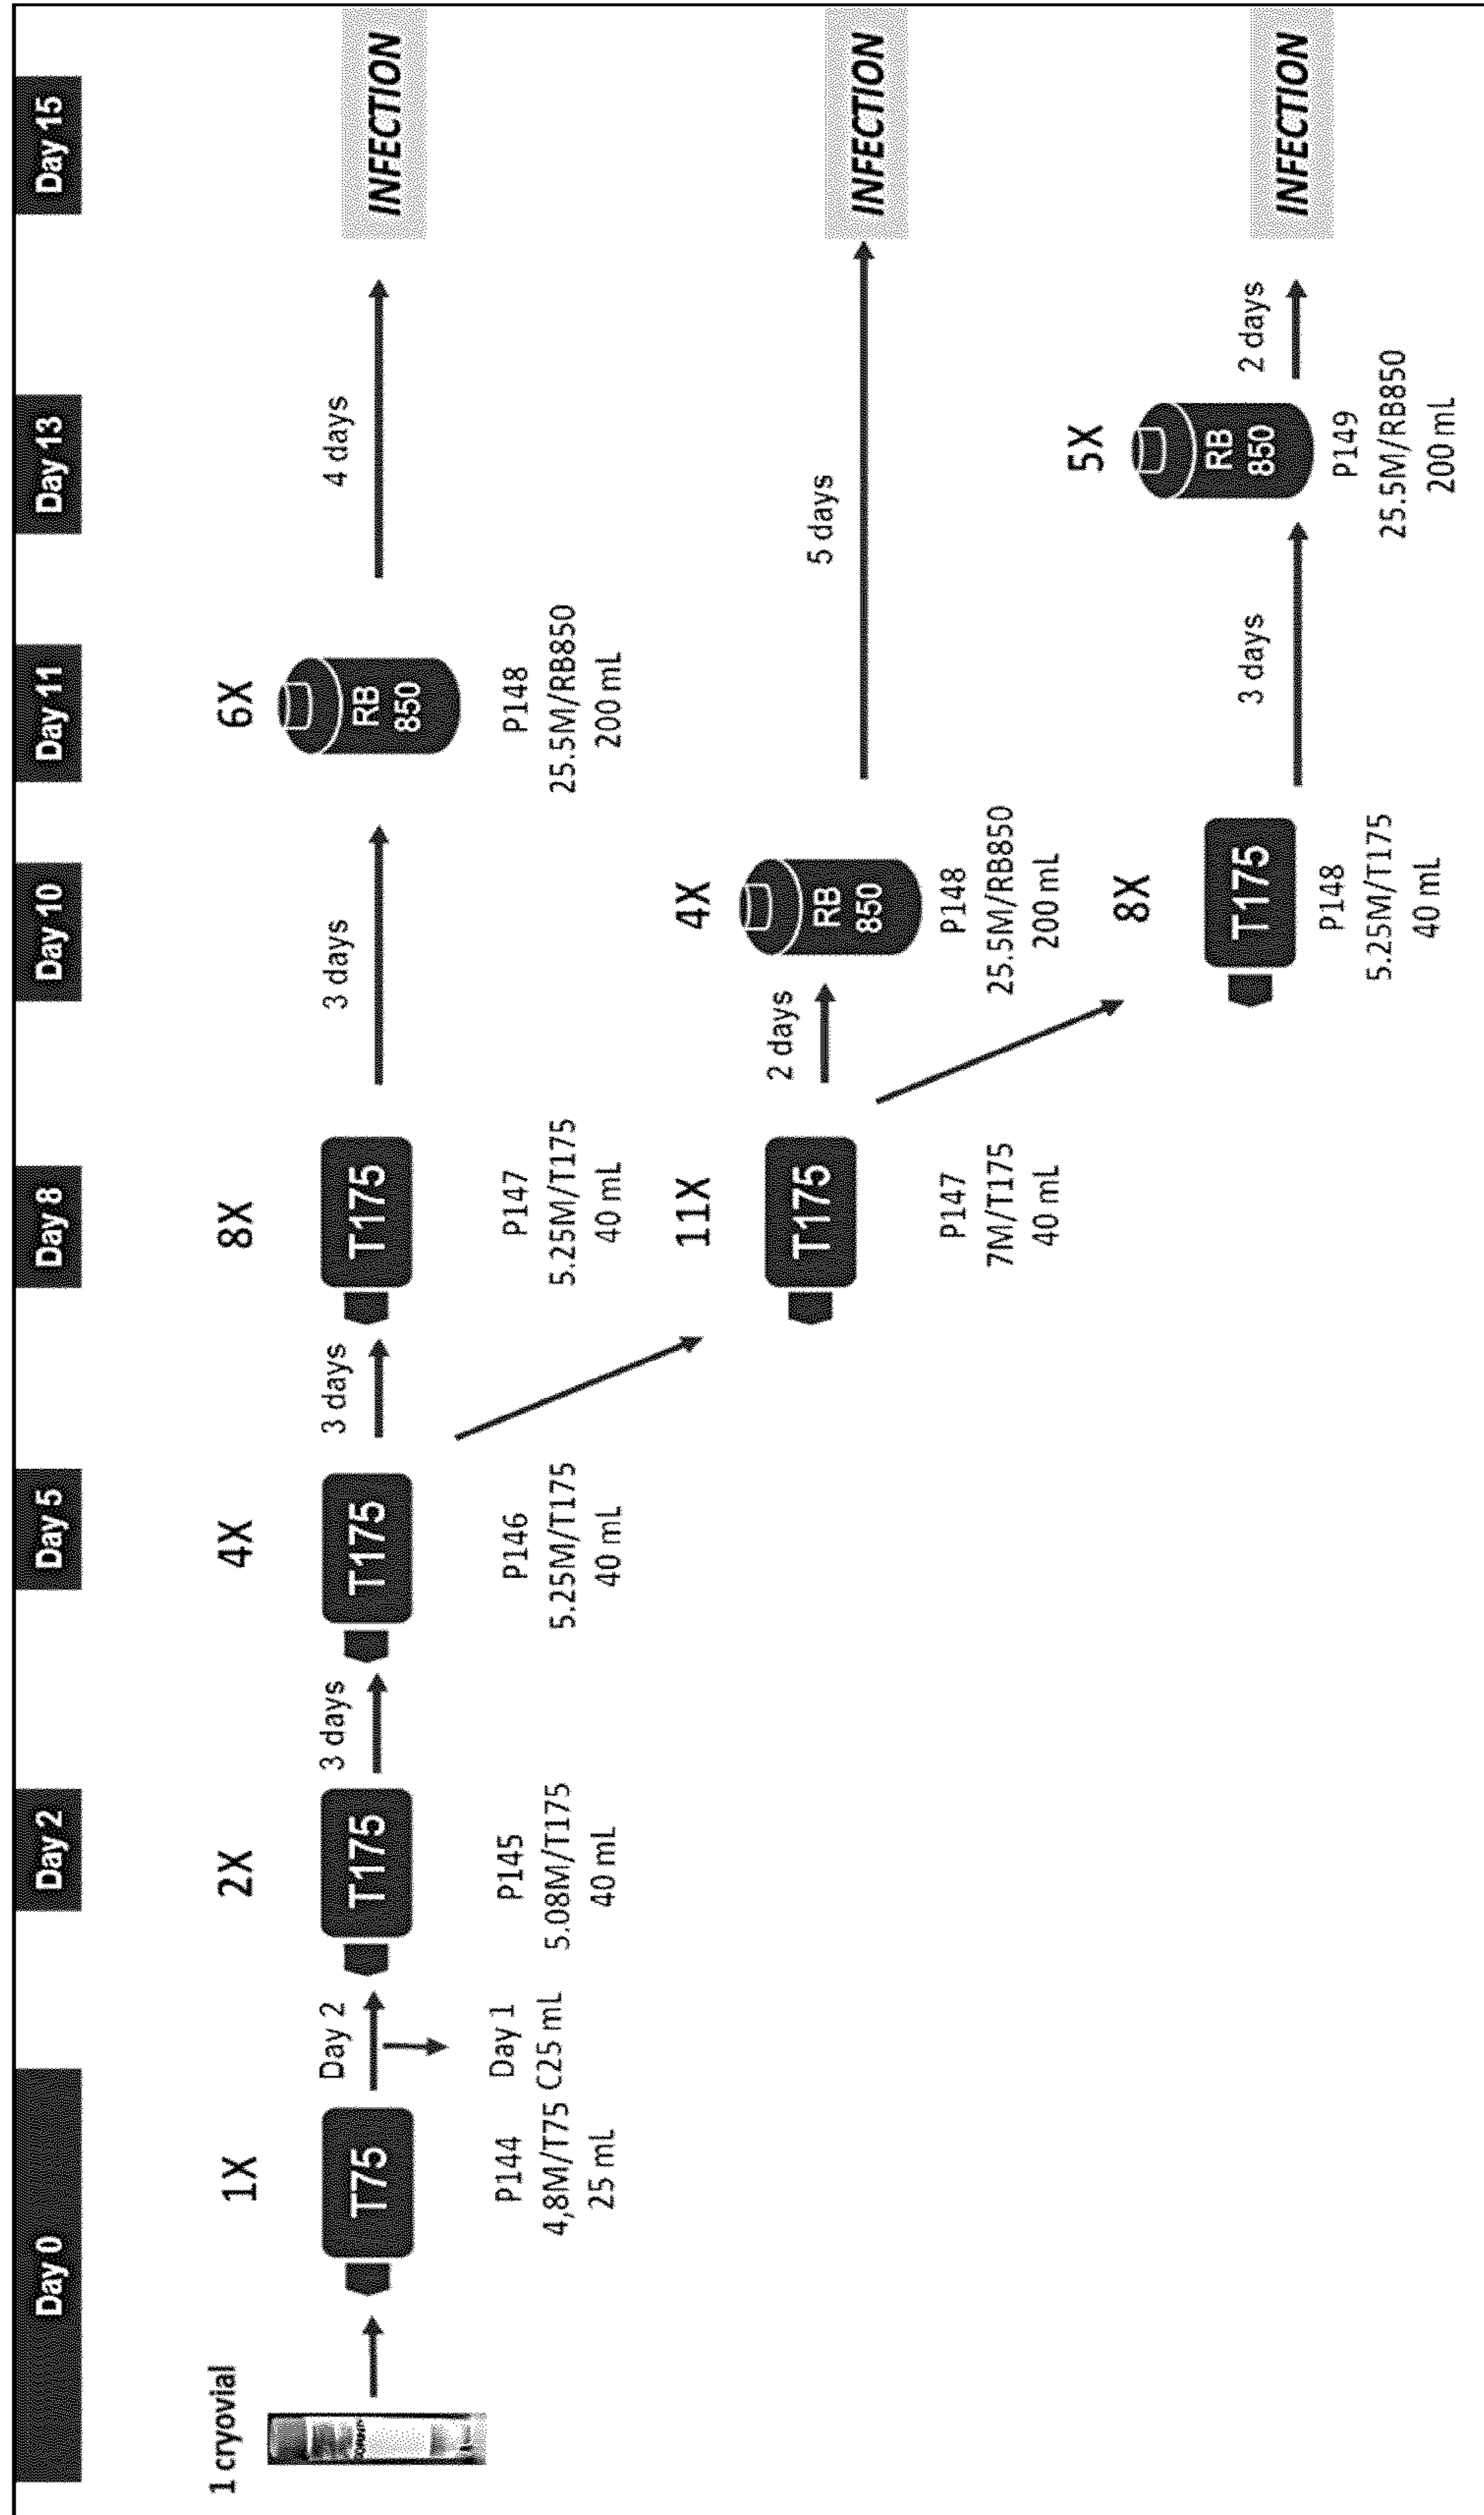 Day 0
Day 2
Day 5
Day 8
Day 10
Day 11
Day 13
Day 15
1 cryovial
1X
T75
P144
4,8M/T75
25 mL
Day 2
Day 1
C25 mL
2X
T175
P145
5.08M/T175
40 mL
3 days
4X
T175
P146
5.25M/T175
40 mL
3 days
8X
T175
P147
5.25M/T175
40 mL
3 days
6X
RB
850
P148
25.5M/RB850
200 mL
4 days
INFECTION
11X
T175
P147
7M/T175
40 mL
2 days
4X
RB
850
P148
25.5M/RB850
200 mL
5 days
INFECTION
8X
T175
P148
5.25M/T175
40 mL
3 days
5X
RB
850
P149
25.5M/RB850
200 mL
2 days
INFECTION